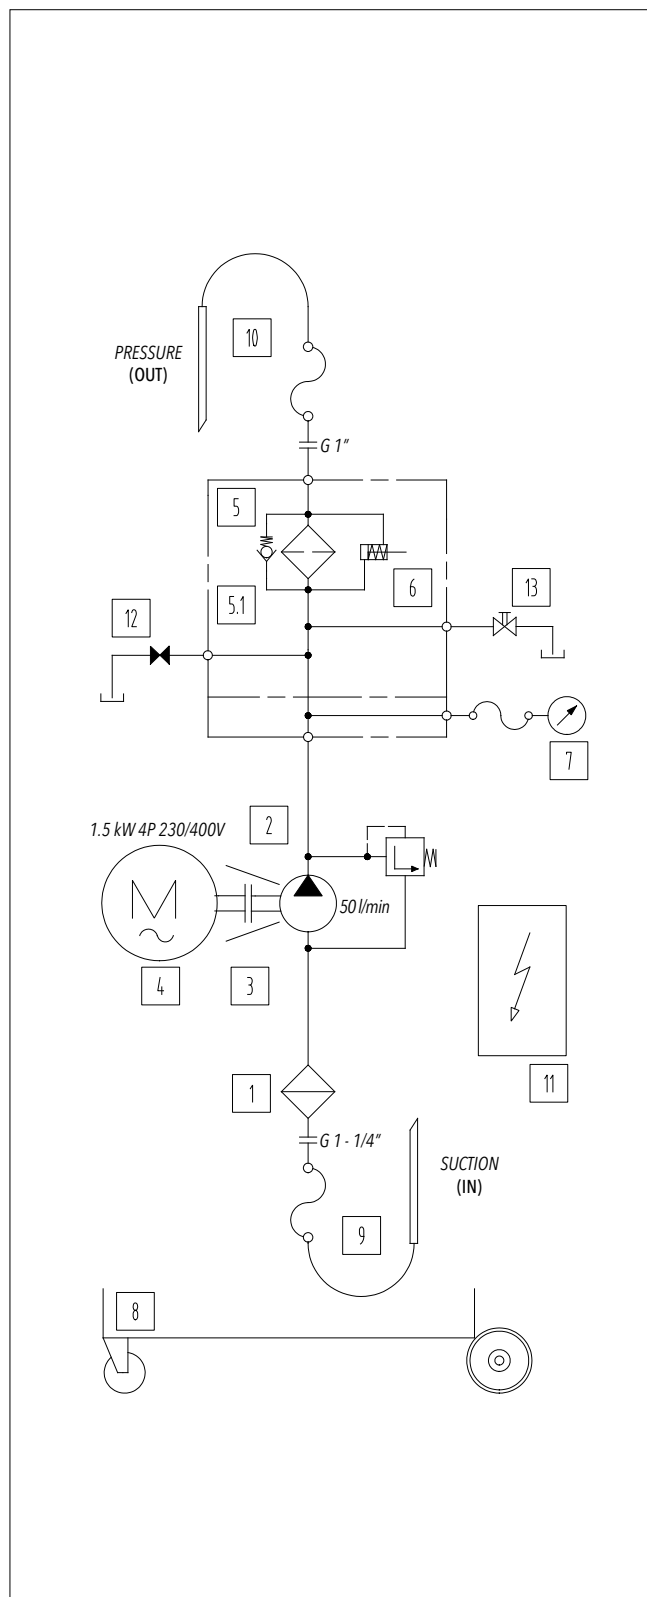 10
PRESSURE
(OUT)
G 1"
5
5.1
6
12
13
7
2
1.5 kW 4P 230/400V
M
50 l/min
4
3
11
1
G 1 - 1/4"
SUCTION
(IN)
9
8